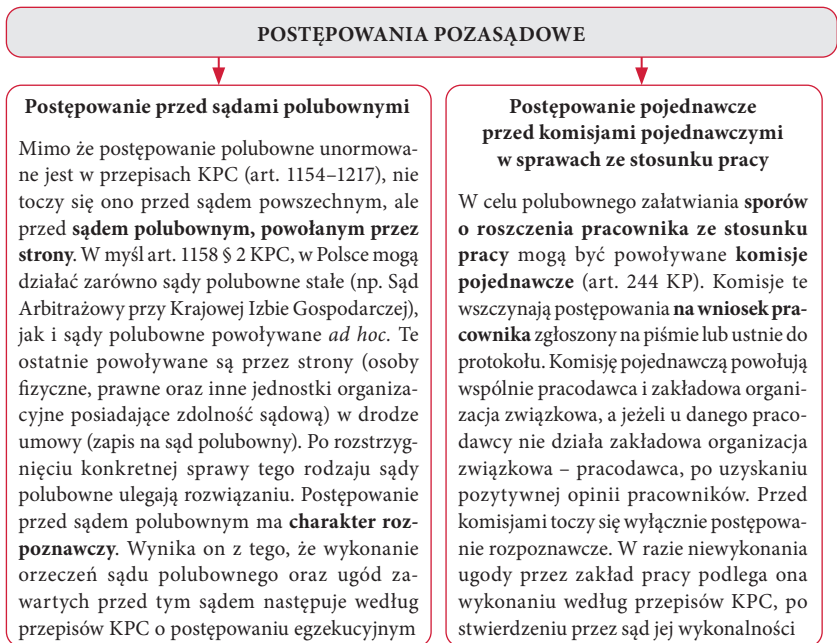 POSTĘPOWANIA POZASĄDOWE
Postępowanie przed sądami polubownymi
Mimo że postępowanie polubowne unormowa-
ne jest w przepisach KPC (art. 1154–1217), nie
toczy się ono przed sądem powszechnym, ale
przed sądem polubownym, powołanym przez
strony. W myśl art. 1158 § 2 KPC, w Polsce mogą
działać zarówno sądy polubowne stałe (np. Sąd
Arbitrażowy przy Krajowej Izbie Gospodarczej),
jak i sądy polubowne powoływane ad hoc. Te
ostatnie powoływane są przez strony (osoby
fizyczne, prawne oraz inne jednostki organiza-
cyjne posiadające zdolność sądową) w drodze
umowy (zapis na sąd polubowny). Po rozstrzyg-
nięciu konkretnej sprawy tego rodzaju sądy
polubowne ulegają rozwiązaniu. Postępowanie
przed sądem polubownym ma charakter roz-
poznawczy. Wynika on z tego, że wykonanie
orzeczeń sądu polubownego oraz ugód za-
wartych przed tym sądem następuje według
przepisów KPC o postępowaniu egzekucyjnym
Postępowanie pojednawcze
przed komisjami pojednawczymi
w sprawach ze stosunku pracy
W celu polubownego załatwiania sporów
o roszczenia pracownika ze stosunku
pracy mogą być powoływane komisje
pojednawcze (art. 244 KP). Komisje te
wszczynają postępowania na wniosek pra-
cownika zgłoszony na piśmie lub ustnie do
protokołu. Komisję pojednawczą powołują
wspólnie pracodawca i zakładowa organi-
zacja związkowa, a jeżeli u danego praco-
dawcy nie działa zakładowa organizacja
związkowa – pracodawca, po uzyskaniu
pozytywnej opinii pracowników. Przed
komisjami toczy się wyłącznie postępowa-
nie rozpoznawcze. W razie niewykonania
ugody przez zakład pracy podlega ona
wykonaniu według przepisów KPC, po
stwierdzeniu przez sąd jej wykonalności